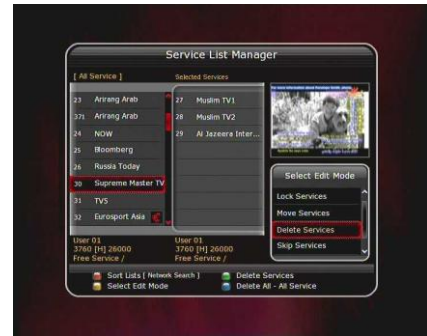 Service List Manager
[ All Service ]
Selected Services
23 Arirang Arab
371 Arirang Arab
24 NOW
25 Bloomberg
26 Russia Today
30 Supreme Master TV
31 TV5
32 Eurosport Asia
27 Muslim TV1
28 Muslim TV2
29 Al Jazeera Inter...
Select Edit Mode
Lock Services
Move Services
Delete Services
Skip Services
User 01
3760 [H] 26000
Free Service /
User 01
3760 [H] 26000
Free Service /
Sort Lists [ Network Search ]
Delete Services
Select Edit Mode
Delete All - All Service